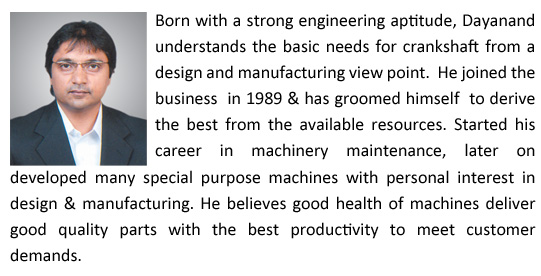 Born with a strong engineering aptitude, Dayanand
understands the basic needs for crankshaft from a
design and manufacturing view point. He joined the
business in 1989 & has groomed himself to derive
the best from the available resources. Started his
career in machinery maintenance, later on
developed many special purpose machines with personal interest in
design & manufacturing. He believes good health of machines deliver
good quality parts with the best productivity to meet customer
demands.